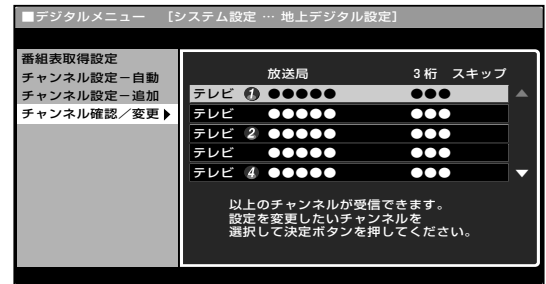 ■デジタルメニュー [システム設定 … 地上デジタル設定]
番組表取得設定
チャンネル設定－自動
チャンネル設定－追加
チャンネル確認／変更▶
放送局 3桁 スキップ
テレビ ❶ ●●●●● ●●●
テレビ ●●●●● ●●●
テレビ ❷ ●●●●● ●●●
テレビ ●●●●● ●●●
テレビ ❹ ●●●●● ●●●
以上のチャンネルが受信できます。
設定を変更したいチャンネルを
選択して決定ボタンを押してください。